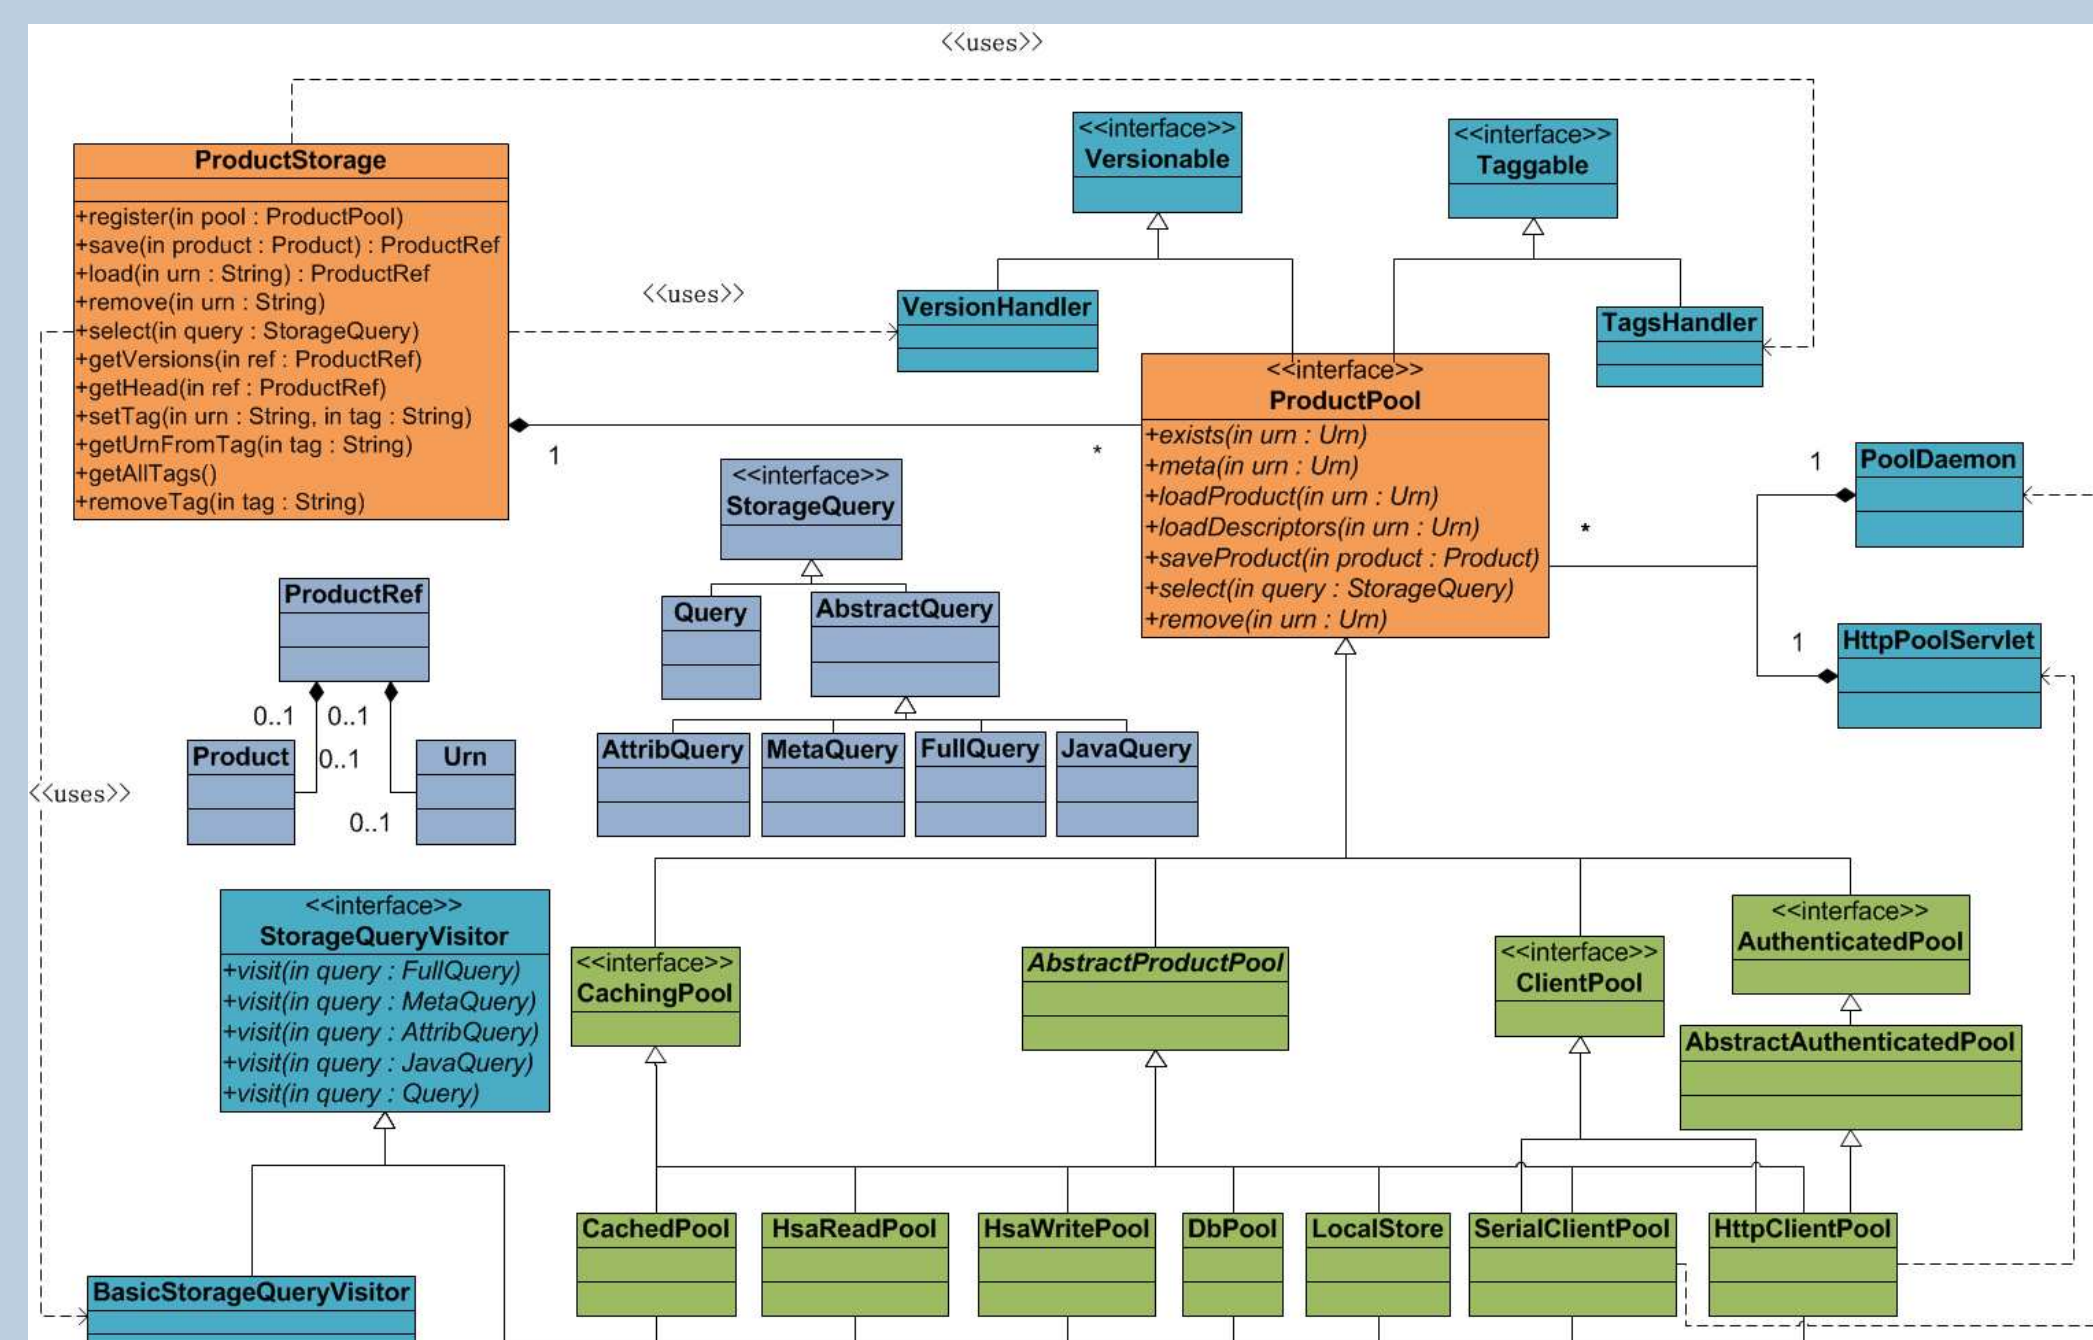 <<uses>>
ProductStorage
+register(in pool : ProductPool)
+save(in product : Product) : ProductRef
+load(in urn : String) : ProductRef
+remove(in urn : String)
+select(in query : StorageQuery)
+getVersions(in ref : ProductRef)
+getHead(in ref : ProductRef)
+setTag(in urn : String, in tag : String)
+getUrnFromTag(in tag : String)
+getAllTags()
+removeTag(in tag : String)
<<interface>>
Versionable
<<interface>>
Taggable
<<uses>>
VersionHandler
TagsHandler
<<interface>>
ProductPool
+exists(in urn : Urn)
+meta(in urn : Urn)
+loadProduct(in urn : Urn)
+loadDescriptors(in urn : Urn)
+saveProduct(in product : Product)
+select(in query : StorageQuery)
+remove(in urn : Urn)
1
*
<<interface>>
StorageQuery
Query
AbstractQuery
AttribQuery
MetaQuery
FullQuery
JavaQuery
1
PoolDaemon
*
1
HttpPoolServlet
ProductRef
0..1
0..1
Product
0..1
Urn
0..1
<<uses>>
<<interface>>
StorageQueryVisitor
+visit(in query : FullQuery)
+visit(in query : MetaQuery)
+visit(in query : AttribQuery)
+visit(in query : JavaQuery)
+visit(in query : Query)
BasicStorageQueryVisitor
<<interface>>
CachingPool
AbstractProductPool
<<interface>>
ClientPool
<<interface>>
AuthenticatedPool
AbstractAuthenticatedPool
CachedPool
HsaReadPool
HsaWritePool
DbPool
LocalStore
SerialClientPool
HttpClientPool